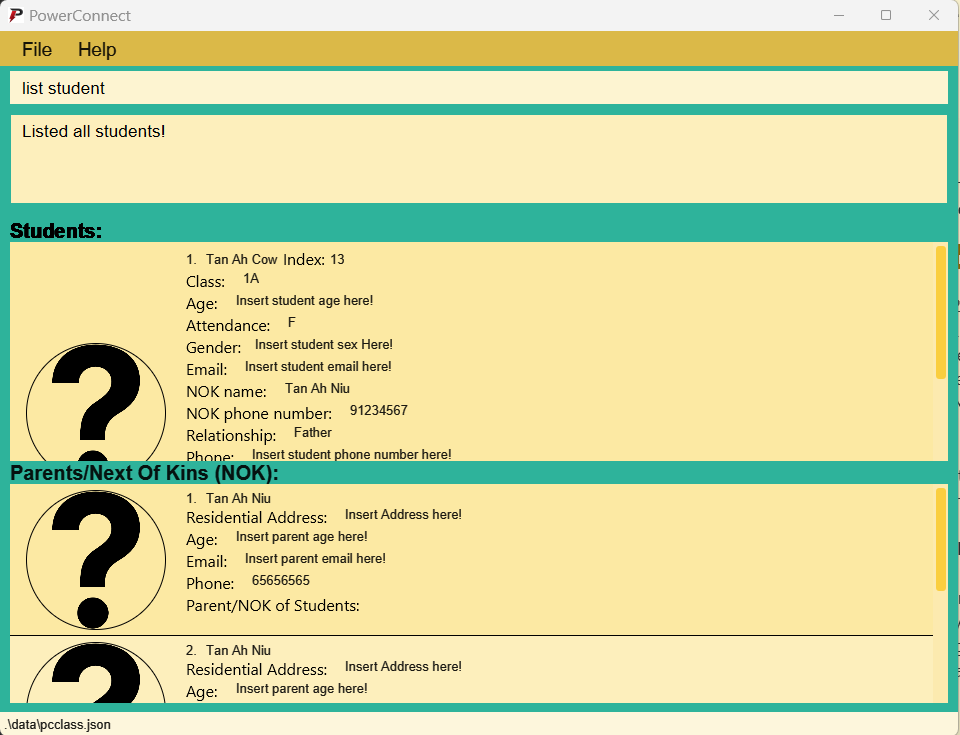 PowerConnect
File Help
list student
Listed all students!
Students:
1. Tan Ah Cow Index: 13
Class: 1A
Age: Insert student age here!
Attendance: F
Gender: Insert student sex Here!
Email: Insert student email here!
NOK name: Tan Ah Niu
NOK phone number: 91234567
Relationship: Father
Phone: Insert student phone number here!
Parents/Next Of Kins (NOK):
1. Tan Ah Niu
Residential Address: Insert Address here!
Age: Insert parent age here!
Email: Insert parent email here!
Phone: 65656565
Parent/NOK of Students:
2. Tan Ah Niu
Residential Address: Insert Address here!
Age: Insert parent age here!
.\data\pcclass.json